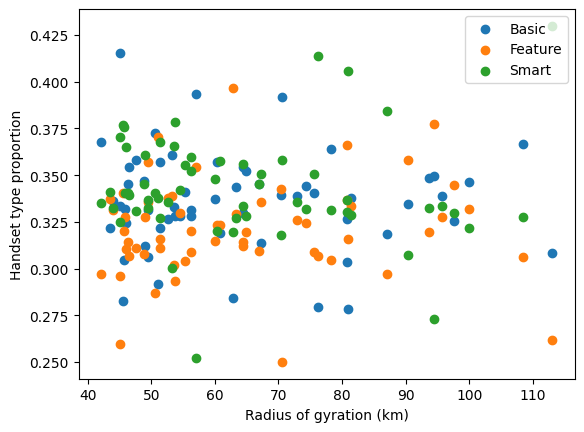 Basic
Feature
Smart
Handset type proportion
0.425
0.400
0.375
0.350
0.325
0.300
0.275
0.250
40 50 60 70 80 90 100 110
Radius of gyration (km)